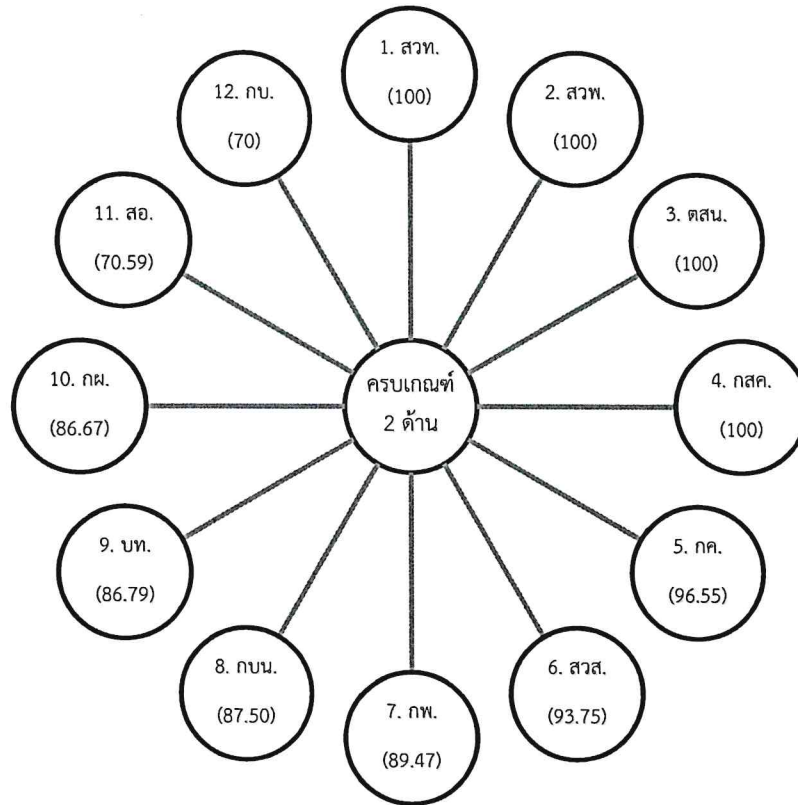 1. สวท.
(100)
2. สวพ.
(100)
3. ตสน.
(100)
4. กสค.
(100)
5. กค.
(96.55)
6. สวส.
(93.75)
7. กพ.
(89.47)
8. กบน.
(87.50)
9. บท.
(86.79)
10. กผ.
(86.67)
11. สอ.
(70.59)
12. กบ.
(70)
ครบเกณฑ์
2 ด้าน